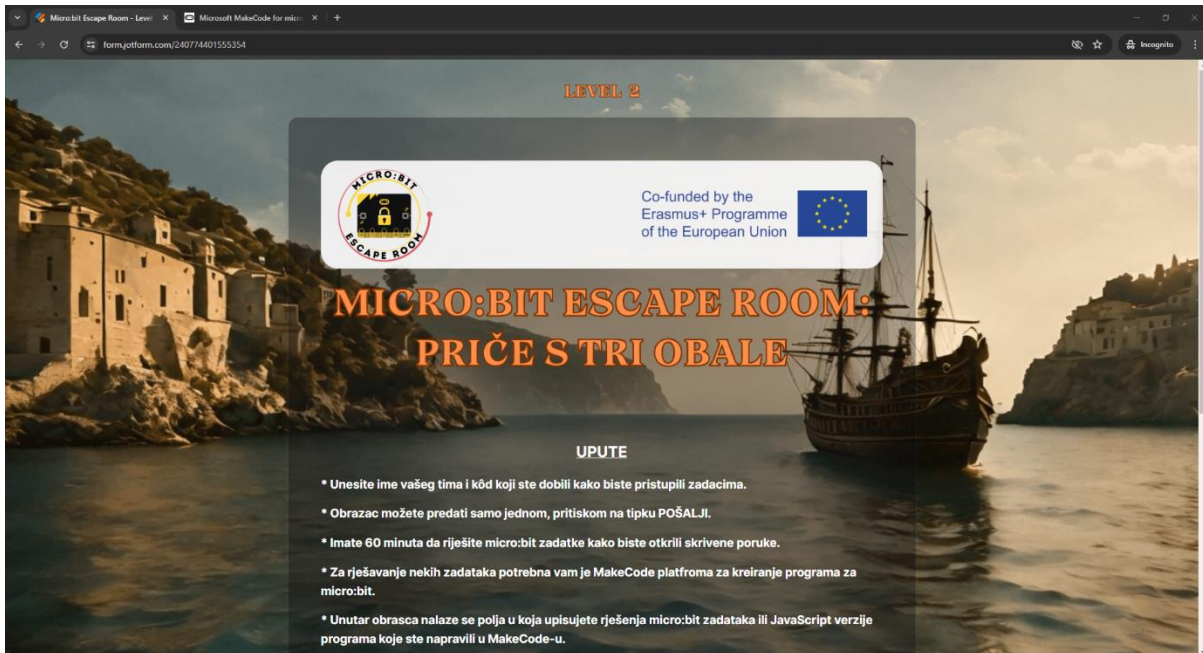 Micro:bit Escape Room - Level
Microsoft MakeCode for micro
form.jotform.com/240774401555354
Incognito
LEVEL 2
MICRO:BIT
ESCAPE ROOM
Co-funded by the
Erasmus+ Programme
of the European Union
MICRO:BIT ESCAPE ROOM:
PRIČE S TRI OBALE
UPUTE
* Unesite ime vašeg tima i kôd koji ste dobili kako biste pristupili zadacima.
* Obrazac možete predati samo jednom, pritiskom na tipku POŠALJI.
* Imate 60 minuta da riješite micro:bit zadatke kako biste otkrili skrivene poruke.
* Za rješavanje nekih zadataka potrebna vam je MakeCode platfroma za kreiranje programa za
micro:bit.
* Unutar obrasca nalaze se polja u koja upisujete rješenja micro:bit zadataka ili JavaScript verzije
programa koje ste napravili u MakeCode-u.